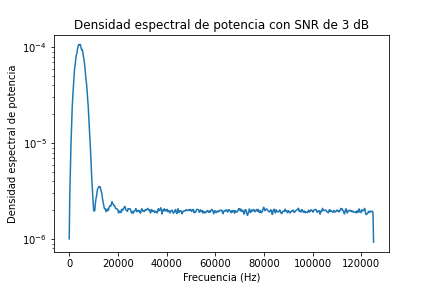 Densidad espectral de potencia con SNR de 3 dB
Densidad espectral de potencia
10⁻⁴
10⁻⁵
10⁻⁶
0 20000 40000 60000 80000 100000 120000
Frecuencia (Hz)